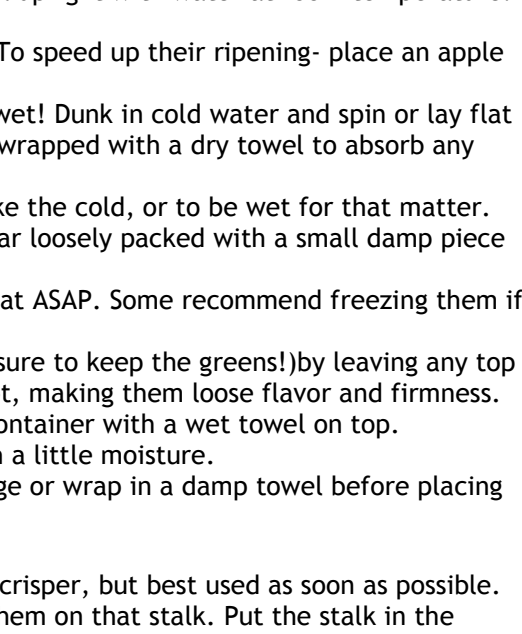 To speed up their ripening- place an apple
wet! Dunk in cold water and spin or lay flat
wrapped with a dry towel to absorb any
ke the cold, or to be wet for that matter.
ar loosely packed with a small damp piece
at ASAP. Some recommend freezing them if
sure to keep the greens!)by leaving any top
t, making them loose flavor and firmness.
ontainer with a wet towel on top.
a little moisture.
ge or wrap in a damp towel before placing
crisper, but best used as soon as possible.
hem on that stalk. Put the stalk in the